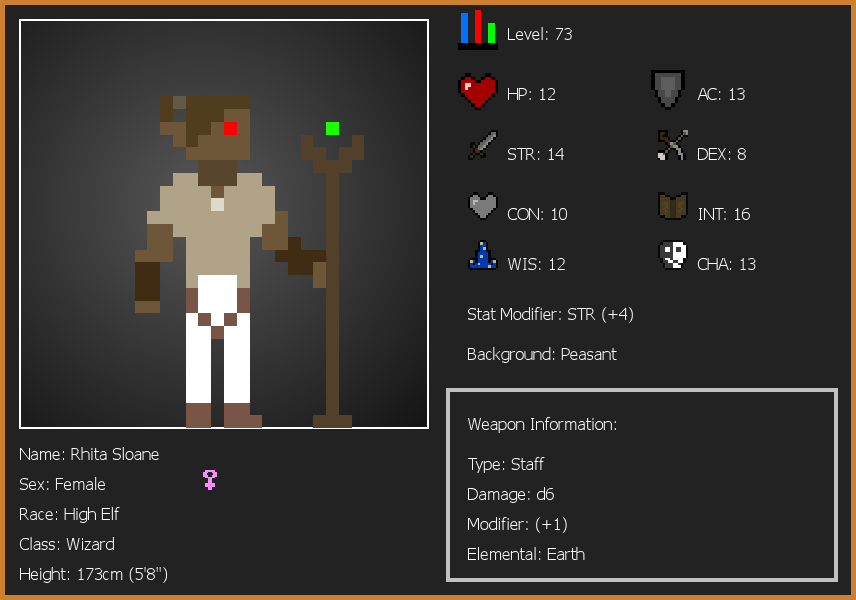 Level: 73
HP: 12
AC: 13
STR: 14
DEX: 8
CON: 10
INT: 16
WIS: 12
CHA: 13
Stat Modifier: STR (+4)
Background: Peasant
Weapon Information:
Type: Staff
Damage: d6
Modifier: (+1)
Elemental: Earth
Name: Rhita Sloane
Sex: Female
Race: High Elf
Class: Wizard
Height: 173cm (5'8")